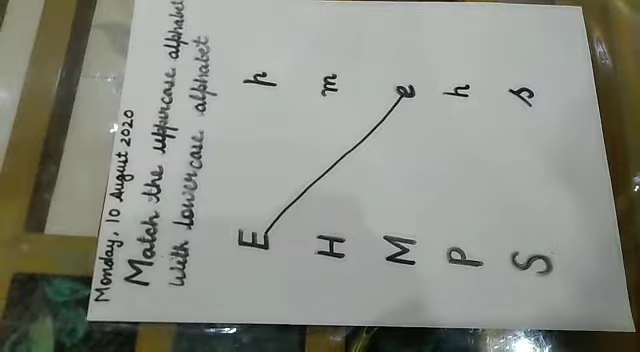 Monday, 10 August 2020
Match the uppercase alphabet
with lowercase alphabet
E p
H m
M e
P h
S s